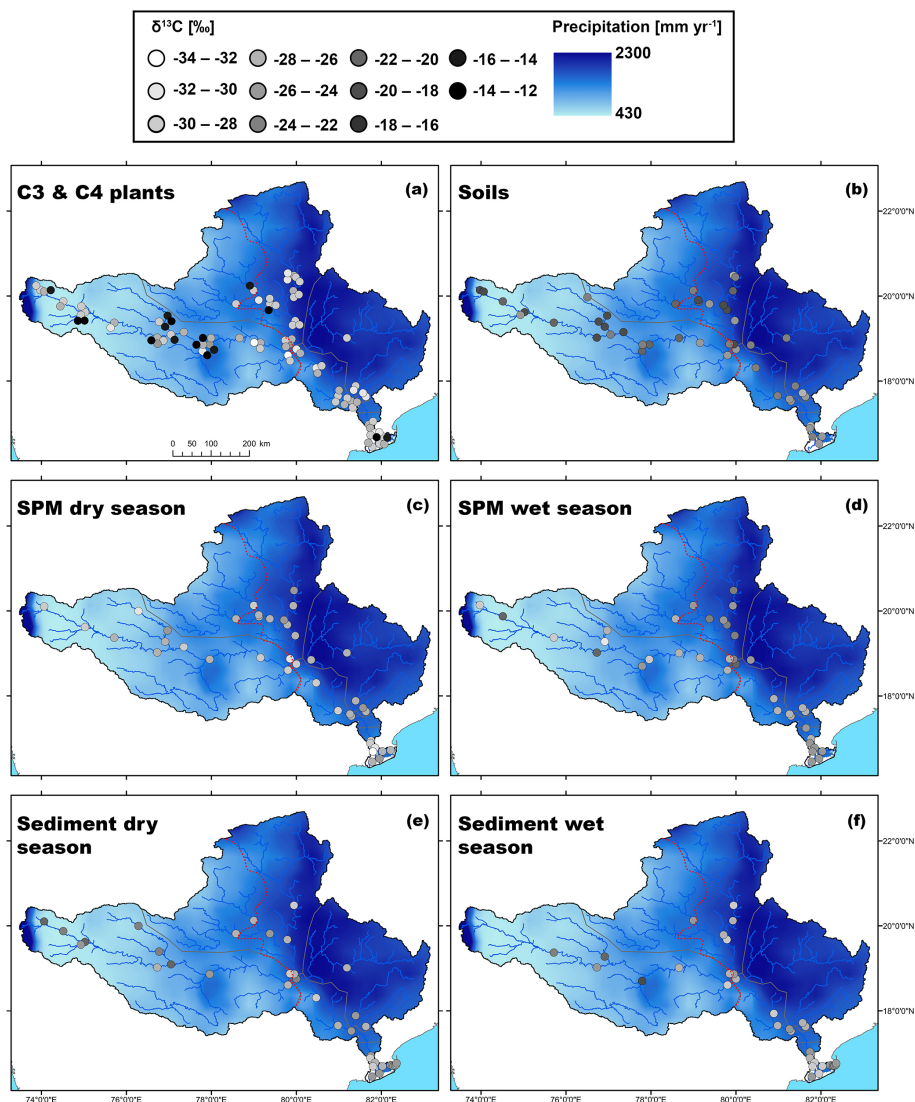 δ¹³C [‰]
Precipitation [mm yr⁻¹]
-34 – -32
-28 – -26
-22 – -20
-16 – -14
2300
-32 – -30
-26 – -24
-20 – -18
-14 – -12
-30 – -28
-24 – -22
-18 – -16
430
C3 & C4 plants
(a)
Soils
(b)
22°0'0"N
20°0'0"N
18°0'0"N
0 50 100 200 km
SPM dry season
(c)
SPM wet season
(d)
22°0'0"N
20°0'0"N
18°0'0"N
Sediment dry
season
(e)
Sediment wet
season
(f)
22°0'0"N
20°0'0"N
18°0'0"N
74°0'0"E
76°0'0"E
78°0'0"E
80°0'0"E
82°0'0"E
74°0'0"E
76°0'0"E
78°0'0"E
80°0'0"E
82°0'0"E